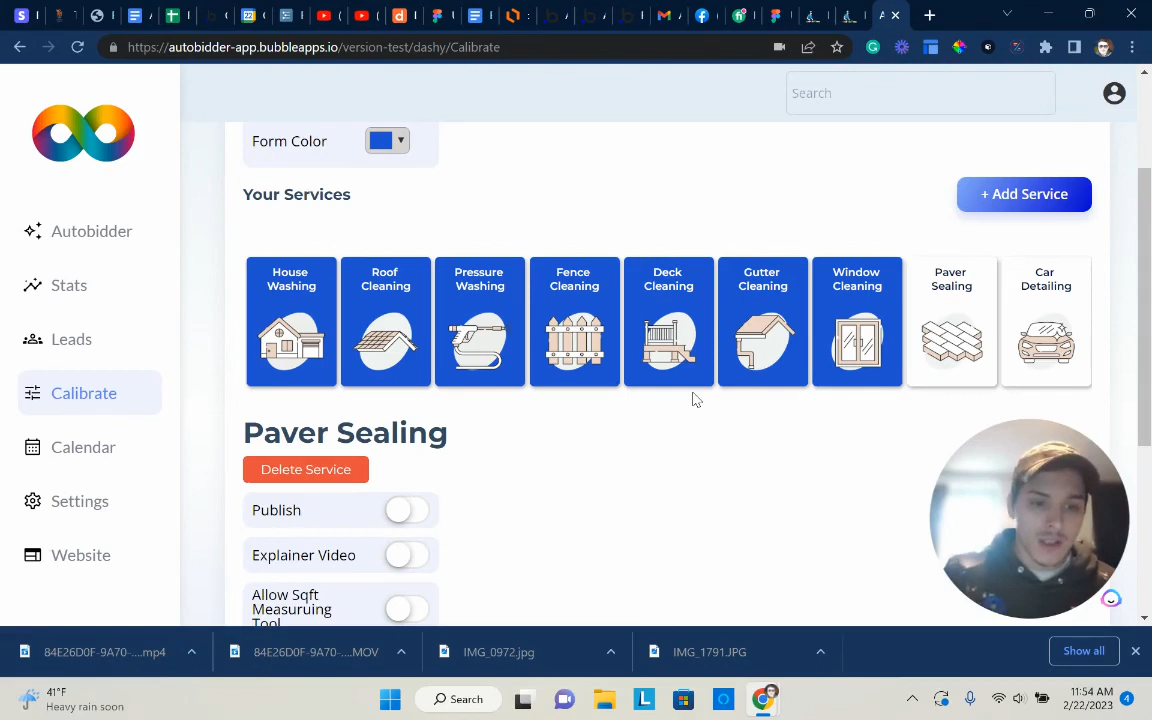 https://autobidder-app.bubbleapps.io/version-test/dashy/Calibrate
Search
Form Color
Your Services
+ Add Service
Autobidder
Stats
Leads
Calibrate
Calendar
Settings
Website
House
Washing
Roof
Cleaning
Pressure
Washing
Fence
Cleaning
Deck
Cleaning
Gutter
Cleaning
Window
Cleaning
Paver
Sealing
Car
Detailing
Paver Sealing
Delete Service
Publish
Explainer Video
Allow Sqft
Measuruing
Tool
84E26D0F-9A70-....mp4
84E26D0F-9A70-....MOV
IMG_0972.jpg
IMG_1791.JPG
Show all
41°F
Heavy rain soon
Search
11:54 AM
2/22/2023
4